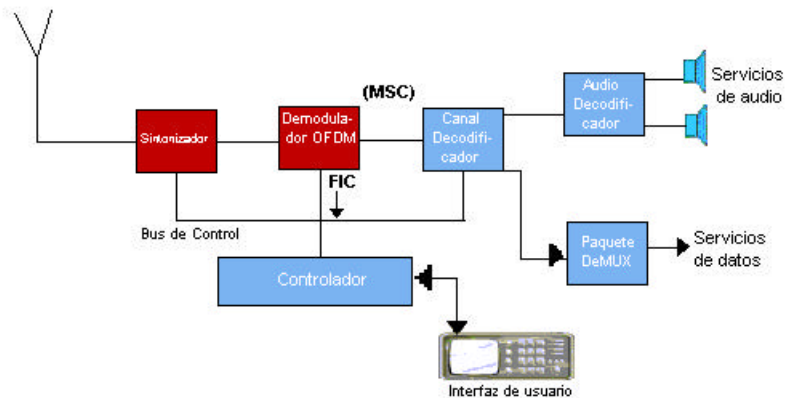 (MSC)
Servicios
de audio
Audio
Decodifi-
cador
Demodula-
dor OFDM
Canal
Decodifi-
cador
Sintonizador
FIC
Bus de Control
Paquete
DeMUX
Servicios
de datos
Controlador
Interfaz de usuario